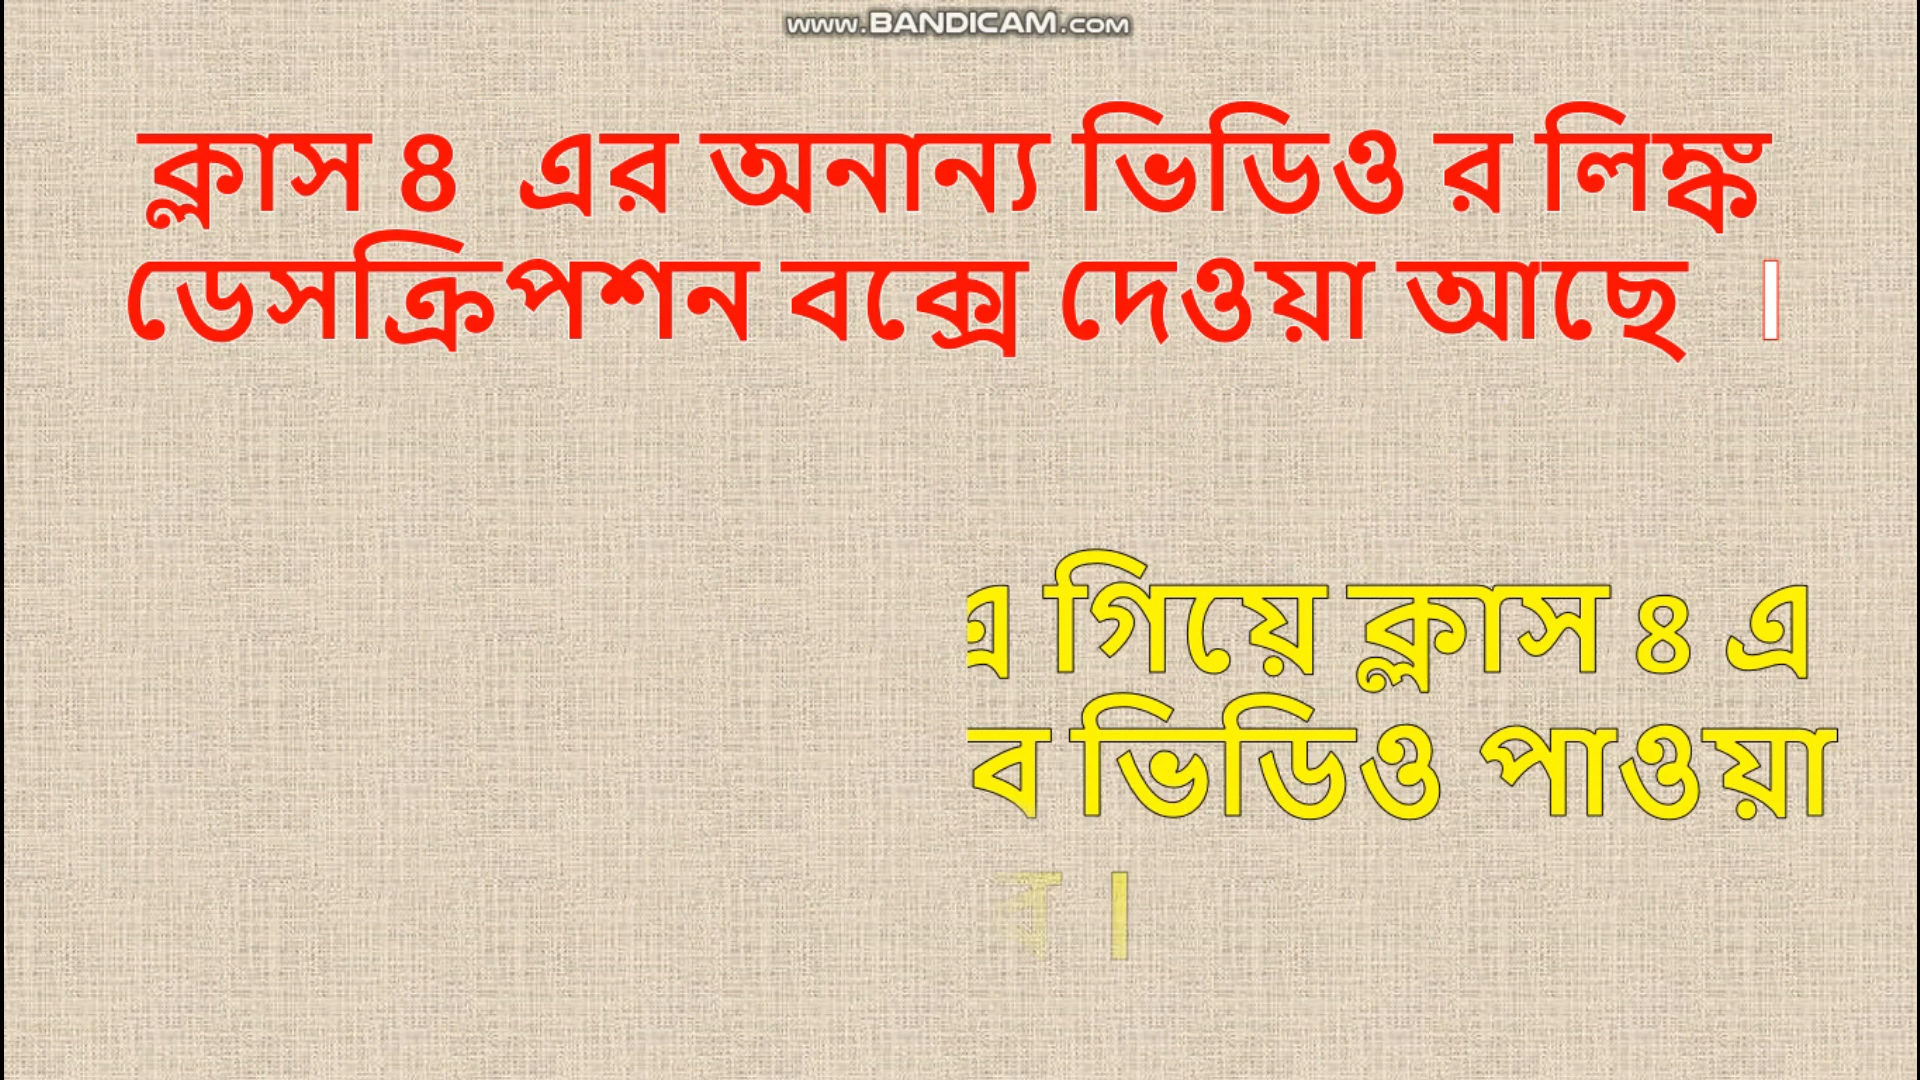 www.BANDICAM.com
ক্লাস ৪ এর অনান্য ভিডিও র লিঙ্ক
ডেসক্রিপশন বক্সে দেওয়া আছে ।
গিয়ে ক্লাস ৪ এ
ভিডিও পাওয়া
।